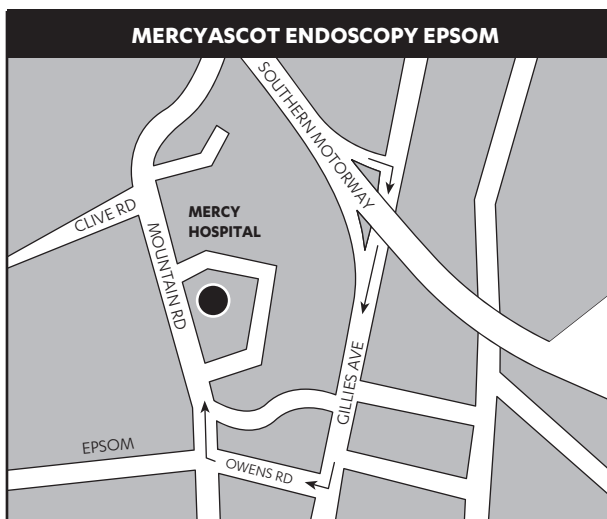 MERCYASCOT ENDOSCOPY EPSOM
SOUTHERN MOTORWAY
CLIVE RD
MERCY
HOSPITAL
MOUNTAIN RD
GILLIES AVE
EPSOM
OWENS RD